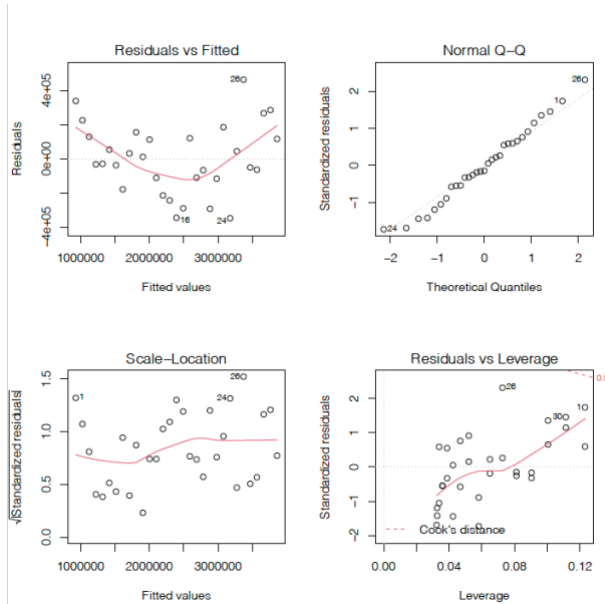 Residuals vs Fitted
Residuals
4e+05
0e+00
-4e+05
26
16
24
1000000 2000000 3000000
Fitted values
Normal Q-Q
Standardized residuals
2
1
0
-1
26
1
24
-2 -1 0 1 2
Theoretical Quantiles
Scale-Location
√|Standardized residuals|
1.5
1.0
0.5
0.0
1
26
24
1000000 2000000 3000000
Fitted values
Residuals vs Leverage
Standardized residuals
2
1
0
-1
-2
26
30
1
Cook's distance
0.00 0.04 0.08 0.12
Leverage